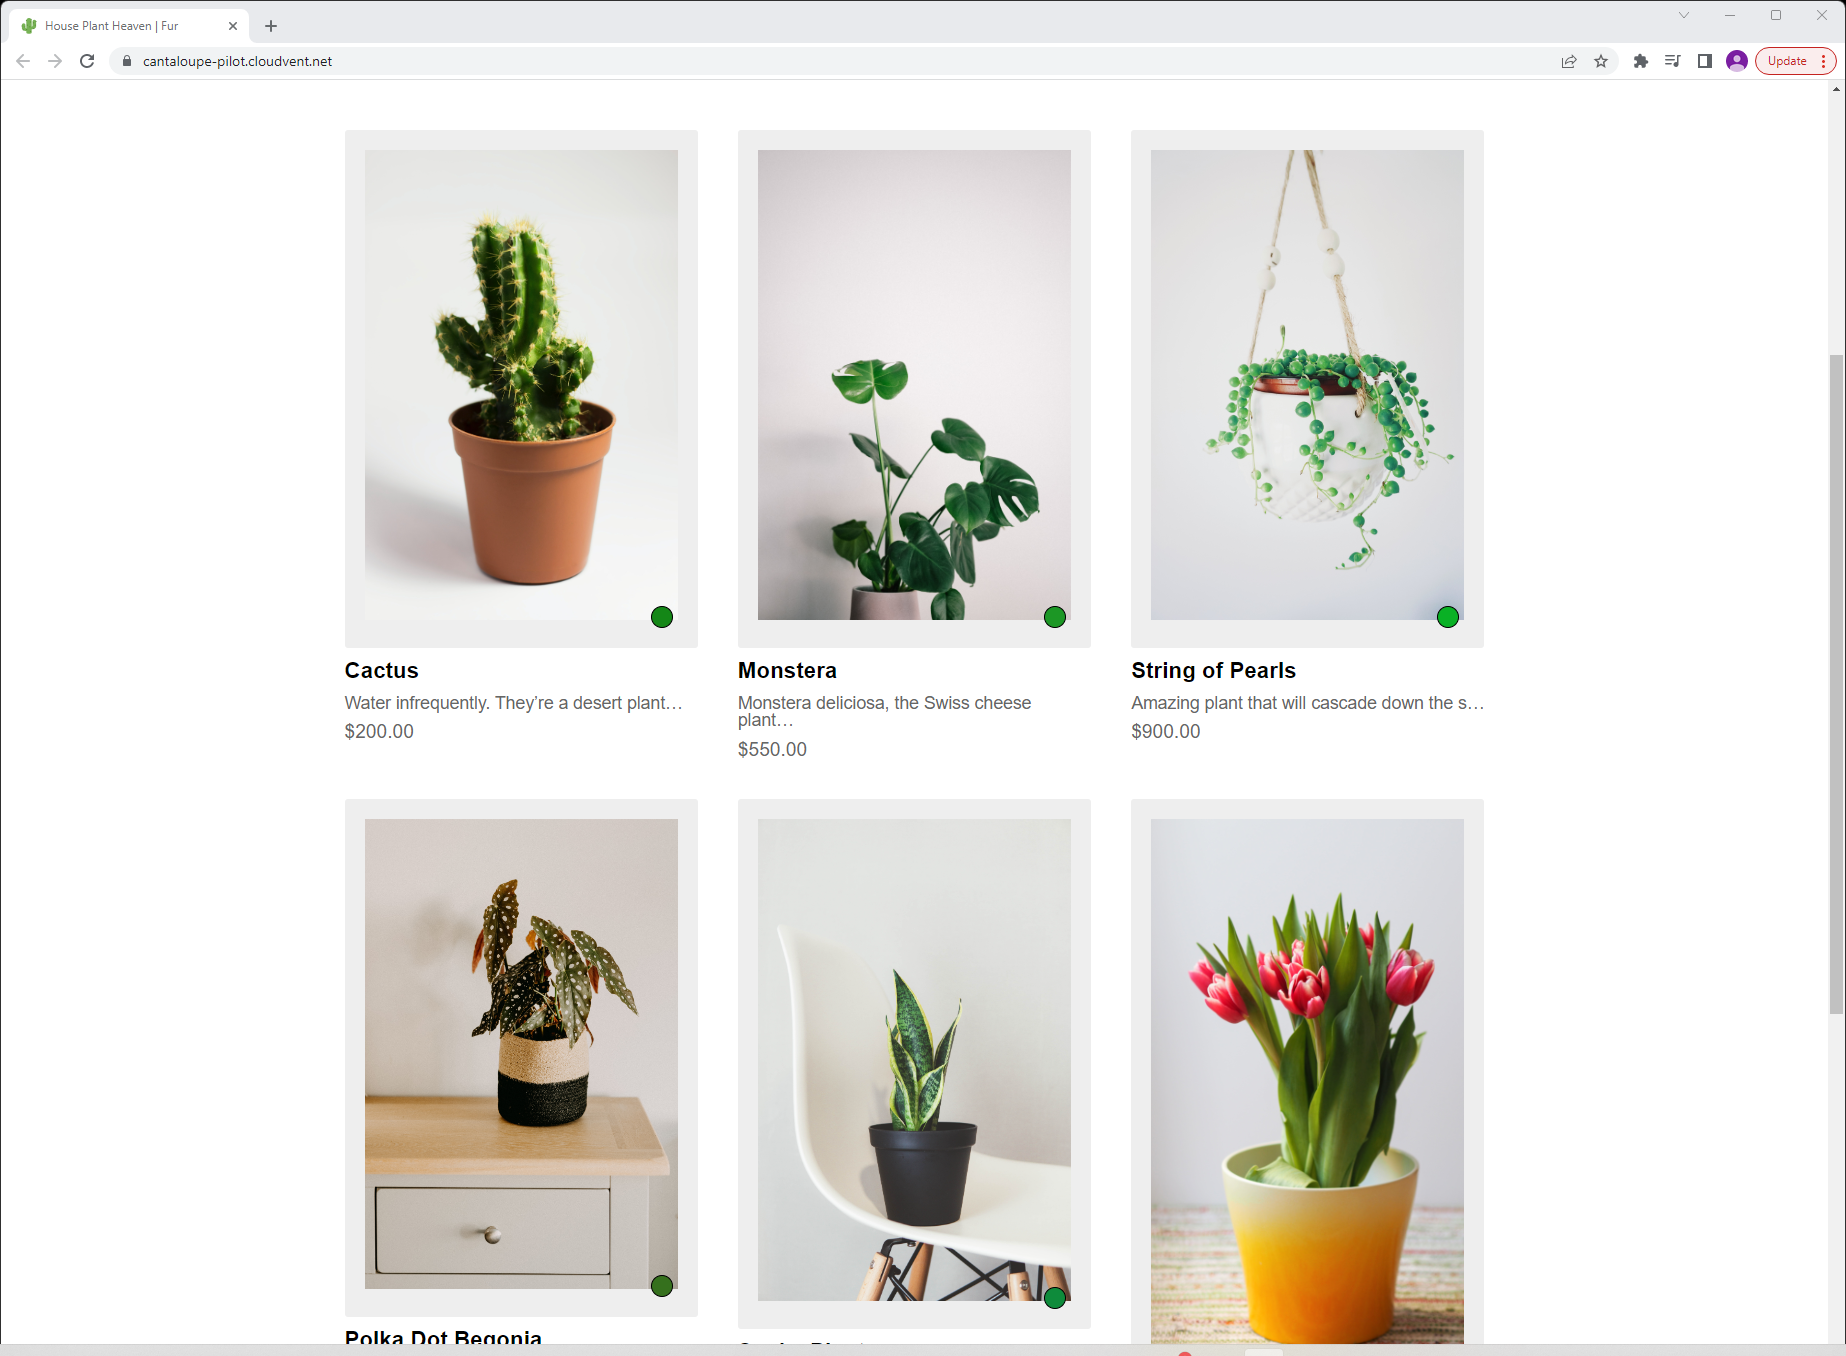 House Plant Heaven | Fur
cantaloupe-pilot.cloudvent.net
Update
Cactus
Water infrequently. They’re a desert plant…
$200.00
Monstera
Monstera deliciosa, the Swiss cheese
plant…
$550.00
String of Pearls
Amazing plant that will cascade down the s…
$900.00
Polka Dot Begonia